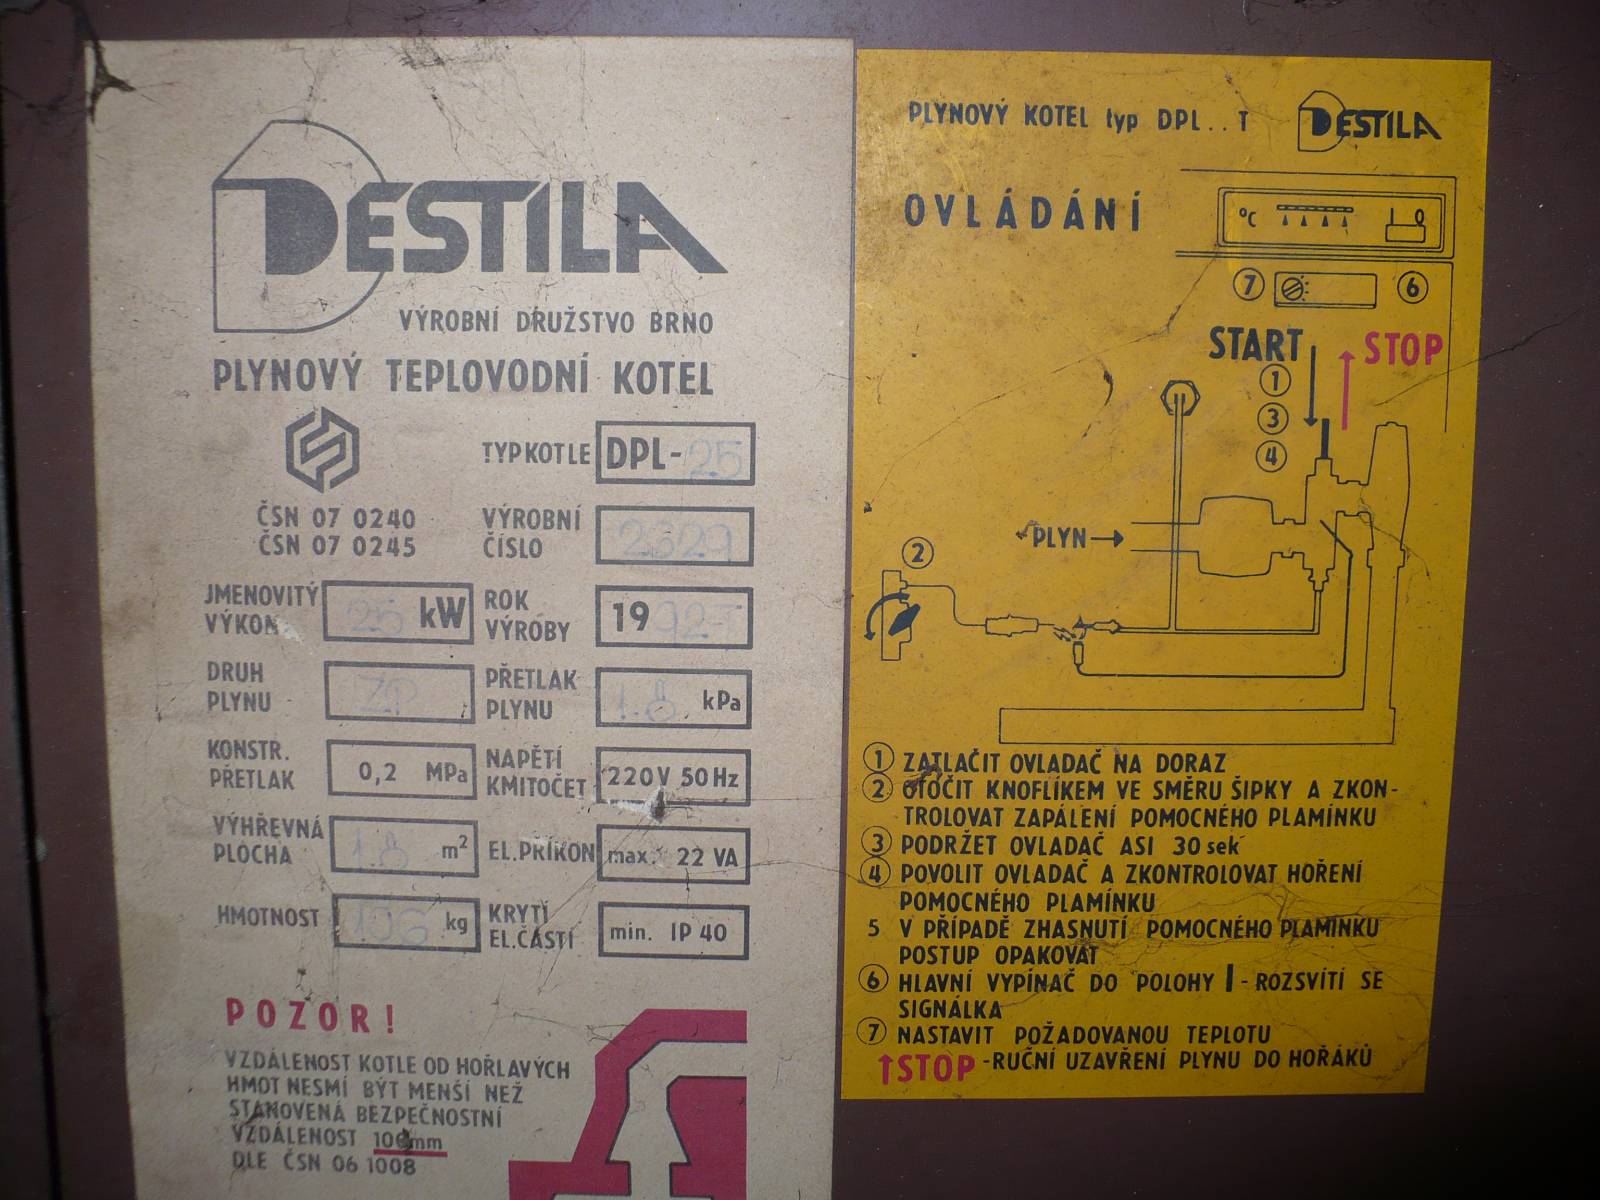 DESTILA
VÝROBNÍ DRUŽSTVO BRNO
PLYNOVÝ TEPLOVODNÍ KOTEL
TYP KOTLE DPL-25
ČSN 07 0240
ČSN 07 0245
VÝROBNÍ ČÍSLO 2329
JMENOVITÝ VÝKON 25 kW
ROK VÝROBY 1992
DRUH PLYNU ZP
PŘETLAK PLYNU 1.8 kPa
KONSTR. PŘETLAK 0,2 MPa
NAPĚTÍ KMITOČET 220V 50Hz
VÝHŘEVNÁ PLOCHA 1.8 m²
EL. PŘÍKON max. 22 VA
HMOTNOST 106 kg
KRYTÍ EL. ČÁSTÍ min. IP 40
POZOR!
VZDÁLENOST KOTLE OD HOŘLAVÝCH
HMOT NESMÍ BÝT MENŠÍ NEŽ
STANOVENÁ BEZPEČNOSTNÍ
VZDÁLENOST 100mm
DLE ČSN 06 1008
PLYNOVÝ KOTEL typ DPL..T DESTILA
OVLÁDÁNÍ
°C
7 6
START STOP
1
3
4
PLYN
2
1 ZATLAČIT OVLADAČ NA DORAZ
2 OTOČIT KNOFLÍKEM VE SMĚRU ŠIPKY A ZKON-
TROLOVAT ZAPÁLENÍ POMOCNÉHO PLAMÍNKU
3 PODRŽET OVLADAČ ASI 30 sek
4 POVOLIT OVLADAČ A ZKONTROLOVAT HOŘENÍ
POMOCNÉHO PLAMÍNKU
5 V PŘÍPADĚ ZHASNUTÍ POMOCNÉHO PLAMÍNKU
POSTUP OPAKOVAT
6 HLAVNÍ VYPÍNAČ DO POLOHY I - ROZSVÍTÍ SE
SIGNÁLKA
7 NASTAVIT POŽADOVANOU TEPLOTU
↑STOP - RUČNÍ UZAVŘENÍ PLYNU DO HOŘÁKŮ